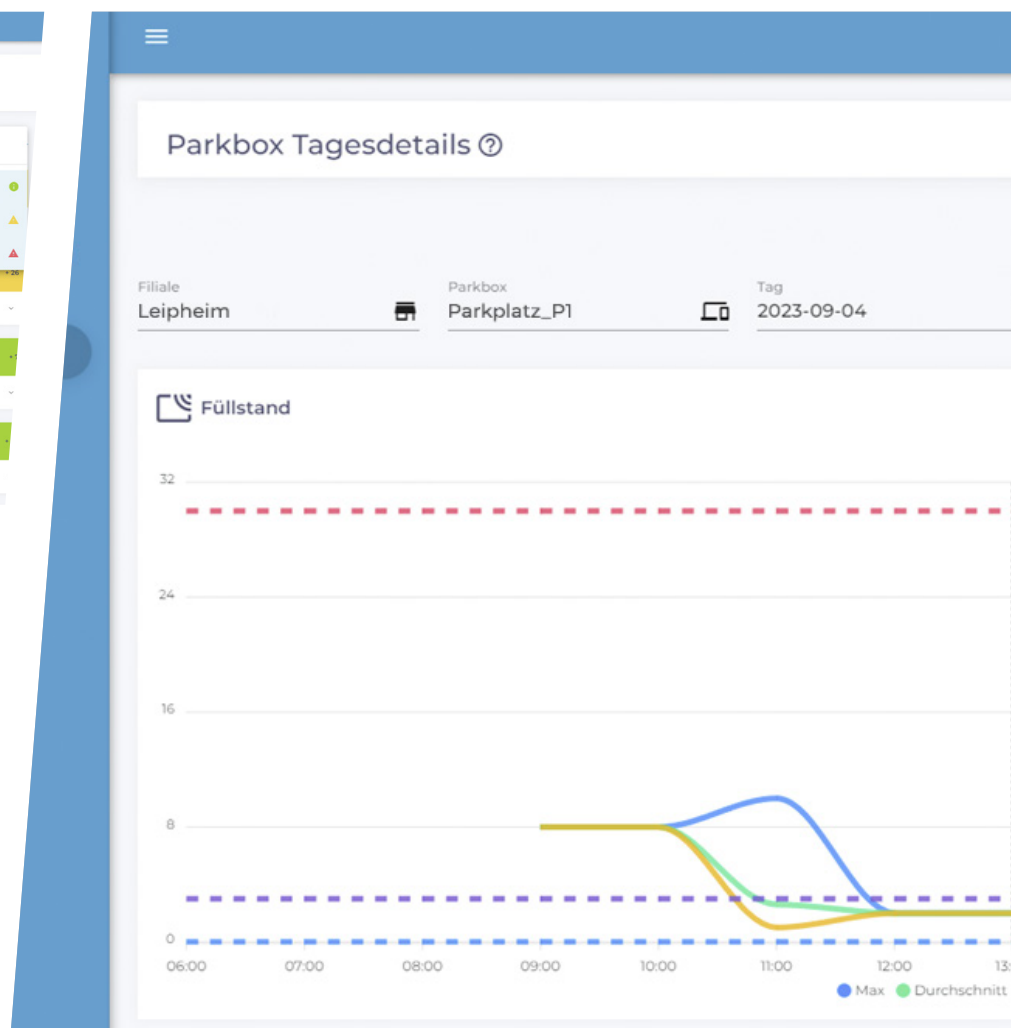 Parkbox Tagesdetails
Filiale
Leipheim
Parkbox
Parkplatz_P1
Tag
2023-09-04
Füllstand
32
24
16
8
0
06:00 07:00 08:00 09:00 10:00 11:00 12:00
Max Durchschnitt